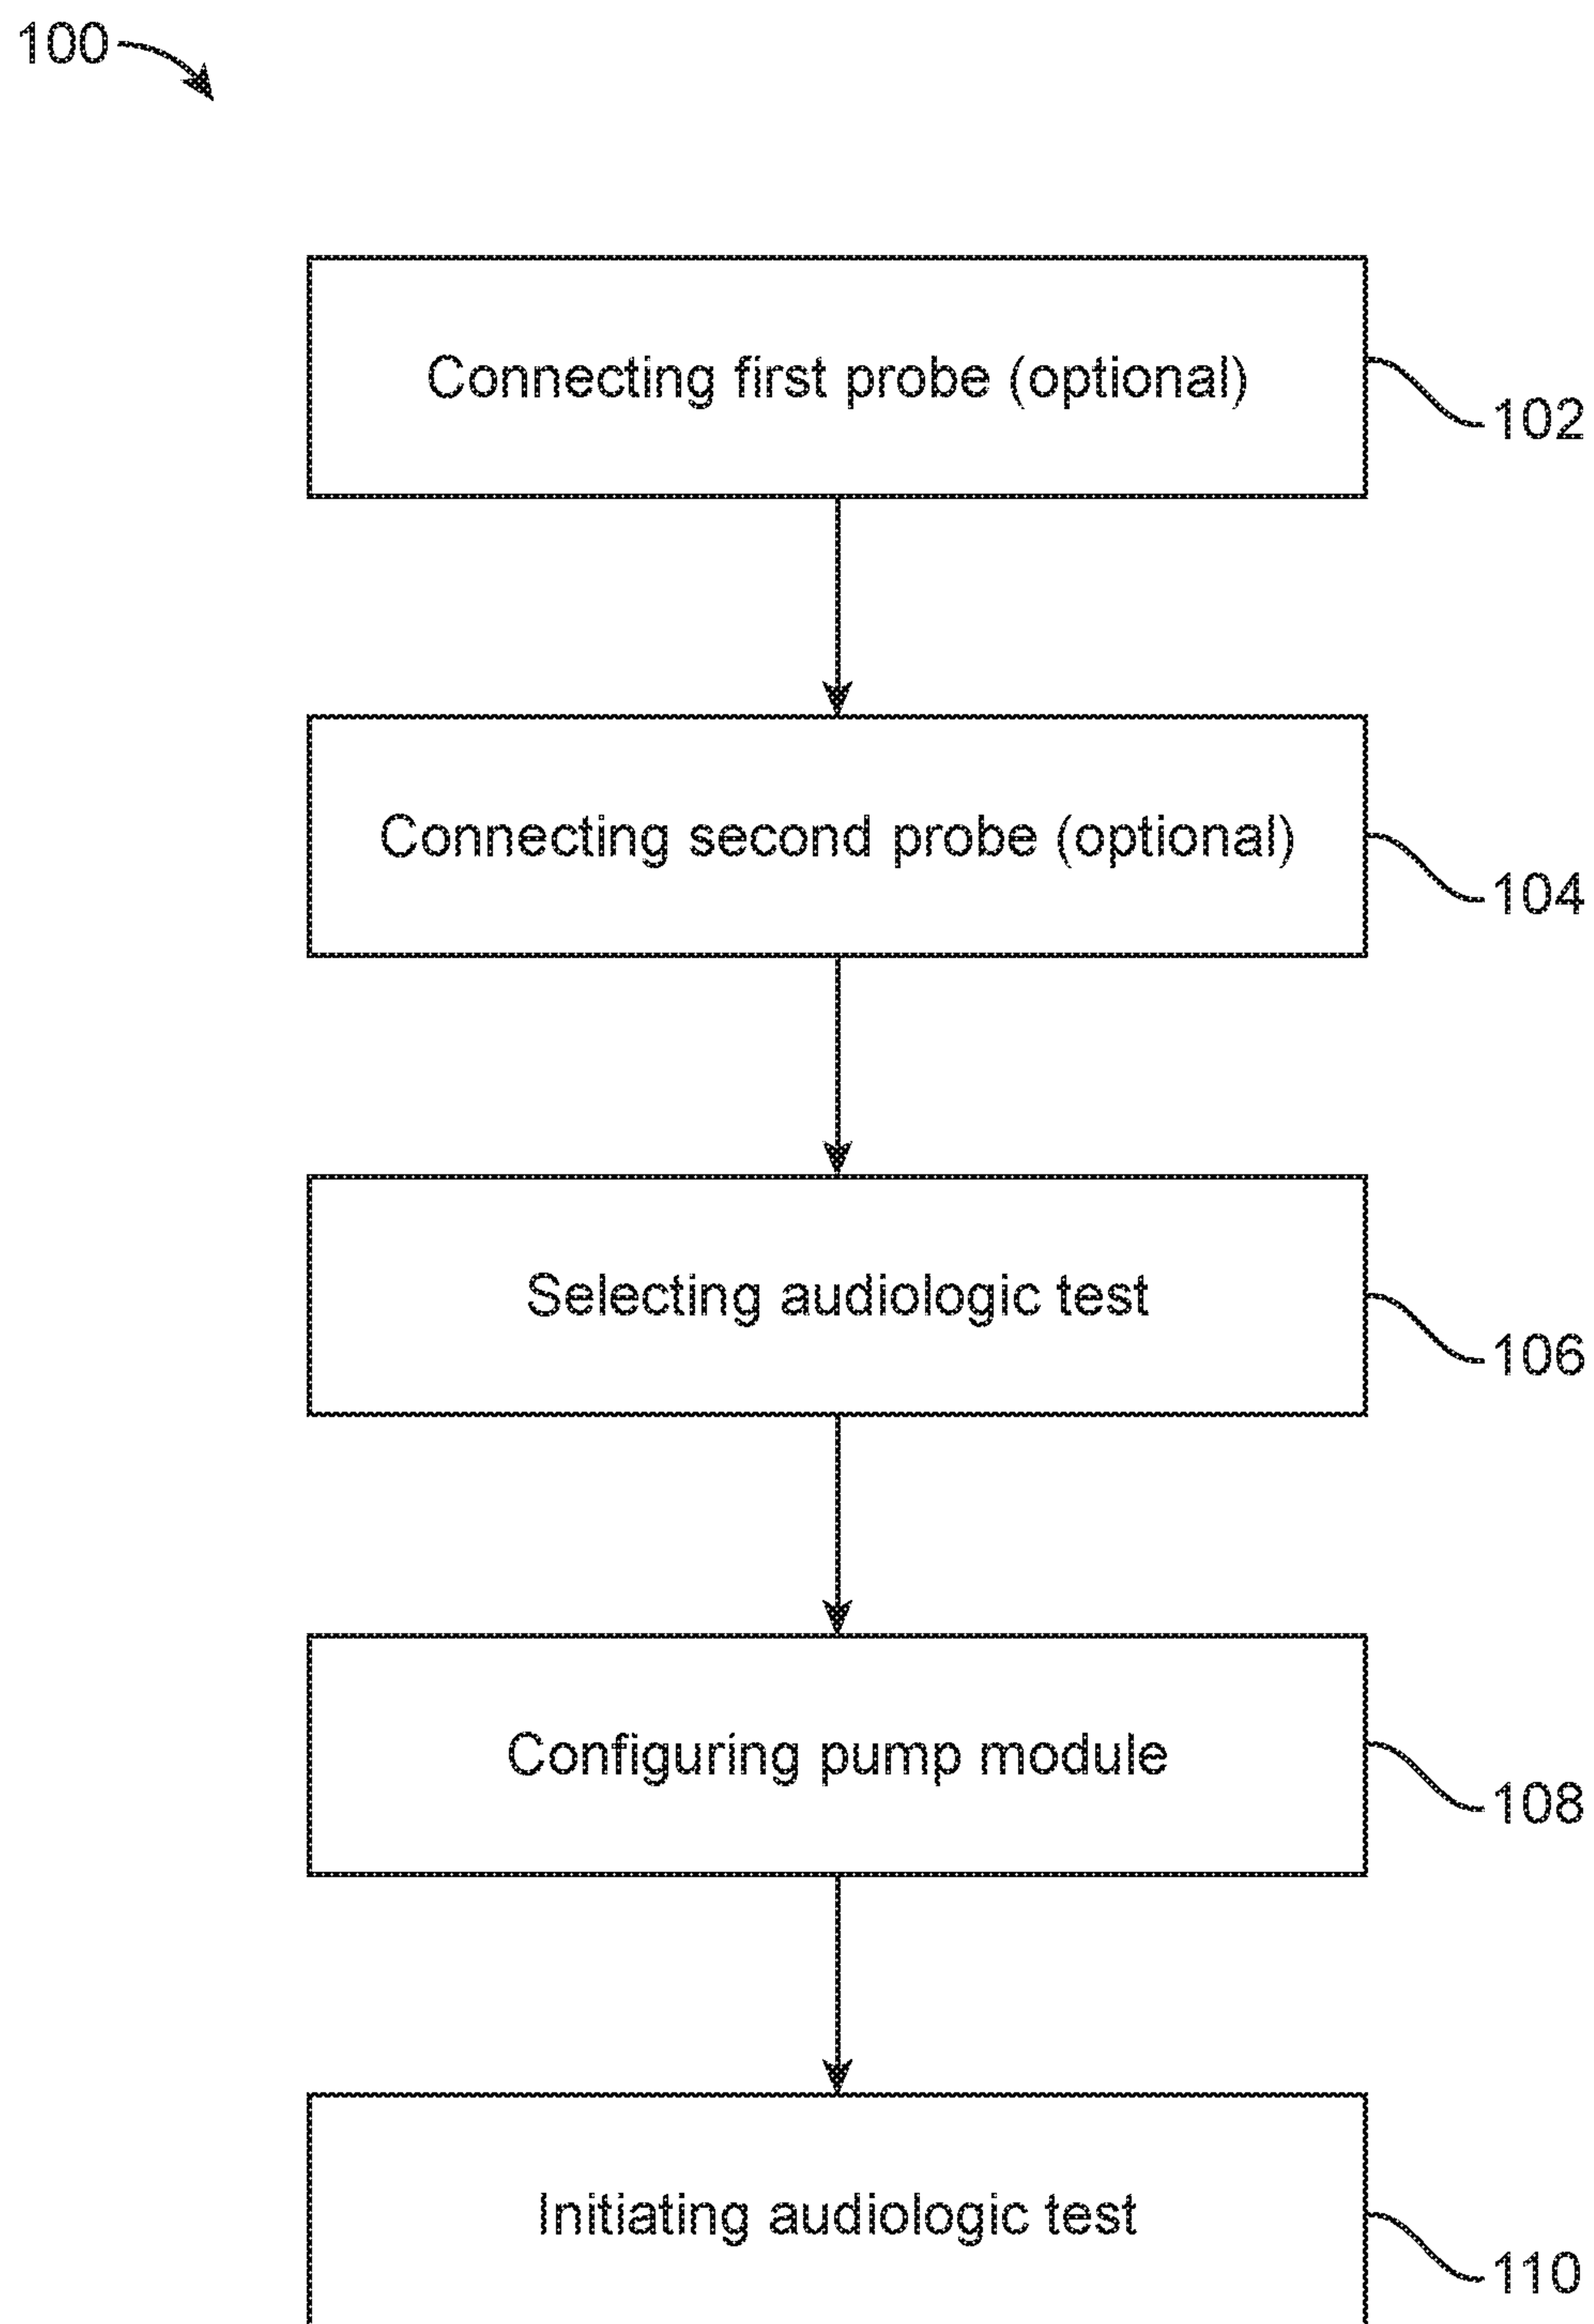 100
Connecting first probe (optional)
102
Connecting second probe (optional)
104
Selecting audiologic test
106
Configuring pump module
108
Initiating audiologic test
110